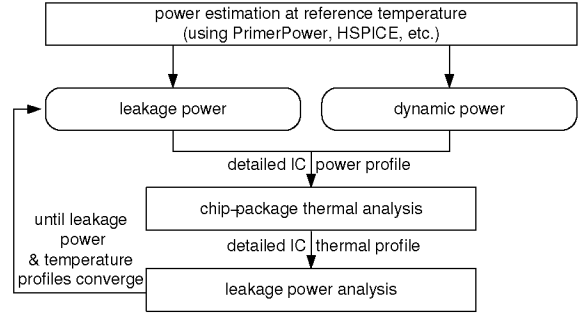 power estimation at reference temperature
(using PrimerPower, HSPICE, etc.)
leakage power
dynamic power
detailed IC power profile
chip-package thermal analysis
detailed IC thermal profile
until leakage
power
& temperature
profiles converge
leakage power analysis